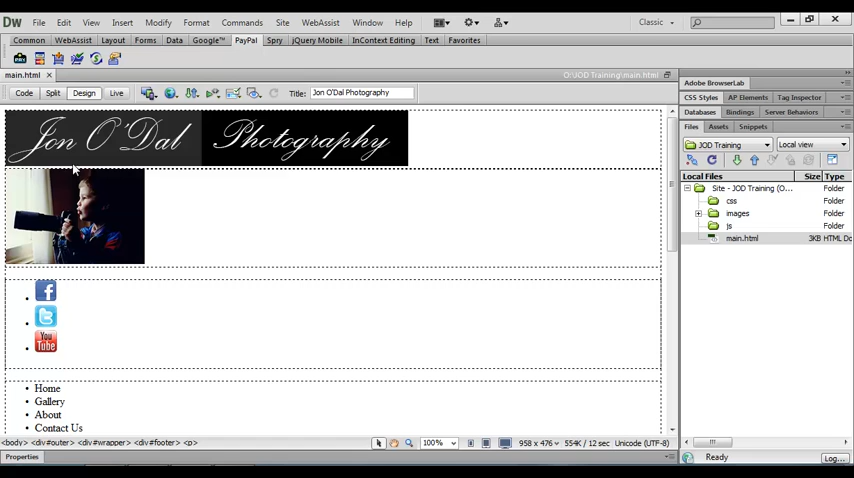 Dw File Edit View Insert Modify Format Commands Site WebAssist Window Help Classic
Common WebAssist Layout Forms Data Google™ PayPal Spry jQuery Mobile InContext Editing Text Favorites
main.html O:\JOD Training\main.html
Code Split Design Live Title: Jon O'Dal Photography
Jon O'Dal Photography
You
Tube
Home
Gallery
About
Contact Us
<body> <div#outer> <div#wrapper> <div#footer> <p> 100% 958 x 476 554K / 12 sec Unicode (UTF-8)
Properties
Adobe BrowserLab
CSS Styles AP Elements Tag Inspector
Databases Bindings Server Behaviors
Files Assets Snippets
JOD Training Local view
Local Files Size Type
Site - JOD Training (O... Folder
css Folder
images Folder
js Folder
main.html 3KB HTML Do
Ready Log...